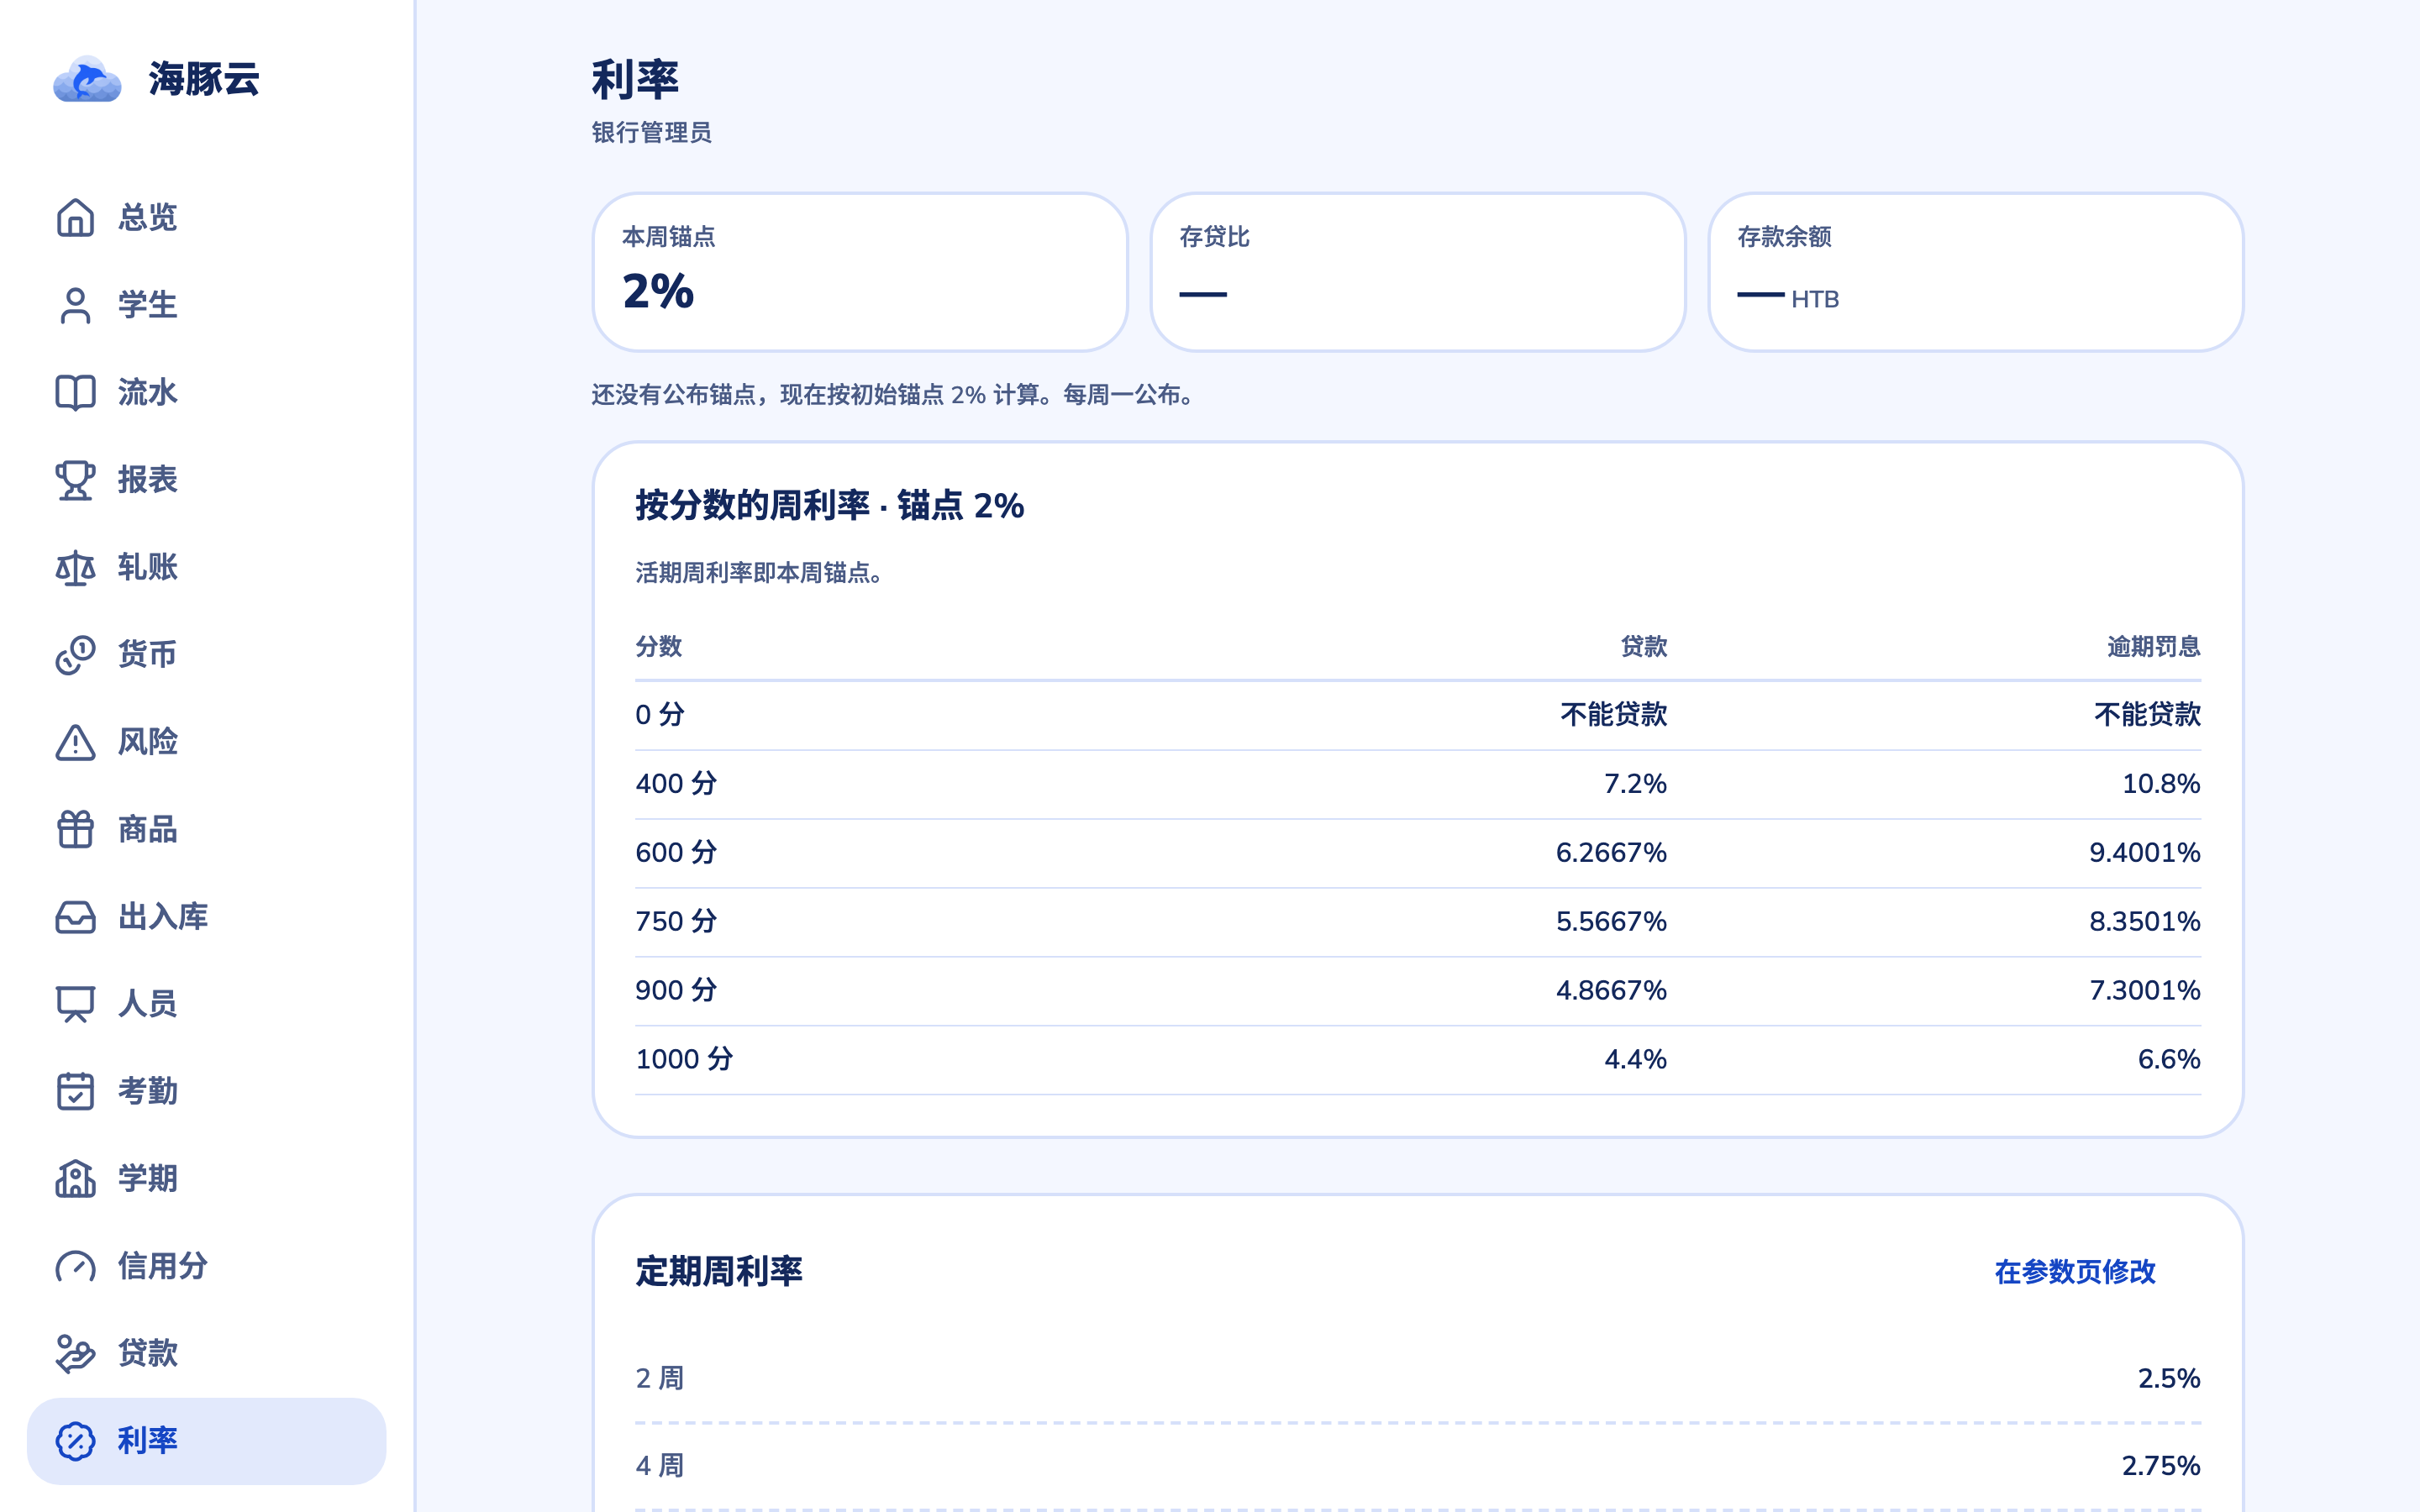 海豚云
总览
学生
流水
报表
轧账
货币
风险
商品
出入库
人员
考勤
学期
信用分
贷款
利率
利率
银行管理员
本周锚点
2%
存贷比
—
存款余额
— HTB
还没有公布锚点，现在按初始锚点 2% 计算。每周一公布。
按分数的周利率 · 锚点 2%
活期周利率即本周锚点。
分数 贷款 逾期罚息
0 分 不能贷款 不能贷款
400 分 7.2% 10.8%
600 分 6.2667% 9.4001%
750 分 5.5667% 8.3501%
900 分 4.8667% 7.3001%
1000 分 4.4% 6.6%
定期周利率 在参数页修改
2 周 2.5%
4 周 2.75%